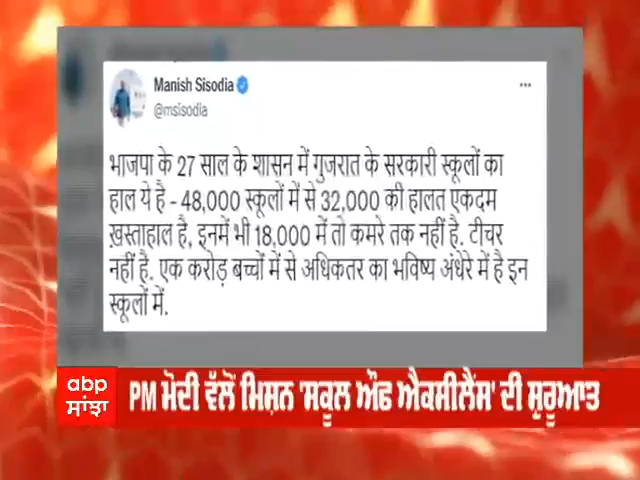 Manish Sisodia
@msisodia
भाजपा के 27 साल के शासन में गुजरात के सरकारी स्कूलों का
हाल ये है - 48,000 स्कूलों में से 32,000 की हालत एकदम
ख़स्ताहाल है, इनमें भी 18,000 में तो कमरे तक नहीं है. टीचर
नहीं है. एक करोड़ बच्चों में से अधिकतर का भविष्य अंधेरे में है इन
स्कूलों में.
abp
ਸਾਂਝਾ
PM ਮੋਦੀ ਵੱਲੋਂ ਮਿਸ਼ਨ 'ਸਕੂਲ ਔਫ ਐਕਸੀਲੈਂਸ' ਦੀ ਸ਼ੁਰੂਆਤ